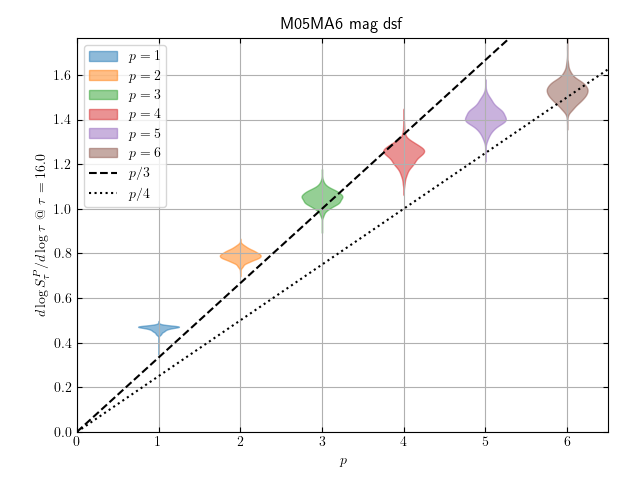 M05MA6 mag dsf
p = 1
p = 2
p = 3
p = 4
p = 5
p = 6
p/3
p/4
d log S_τ^P / d log τ @ τ = 16.0
1.6
1.4
1.2
1.0
0.8
0.6
0.4
0.2
0.0
0 1 2 3 4 5 6
p